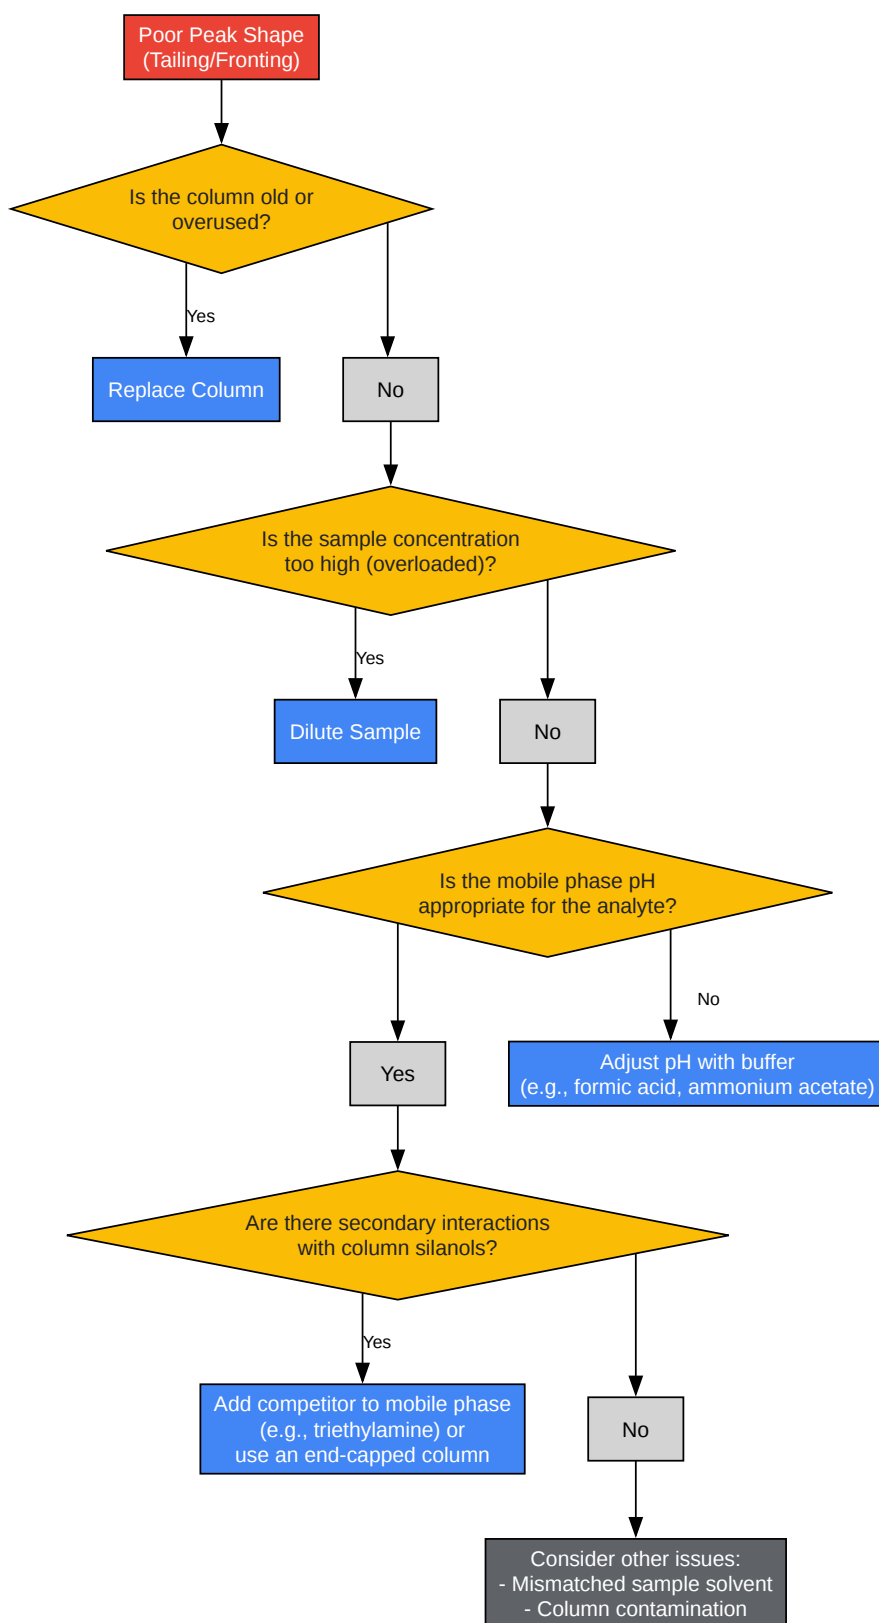 Poor Peak Shape
(Tailing/Fronting)
Is the column old or
overused?
Yes
Replace Column
No
Is the sample concentration
too high (overloaded)?
Yes
Dilute Sample
No
Is the mobile phase pH
appropriate for the analyte?
No
Yes
Adjust pH with buffer
(e.g., formic acid, ammonium acetate)
Are there secondary interactions
with column silanols?
Yes
Add competitor to mobile phase
(e.g., triethylamine) or
use an end-capped column
No
Consider other issues:
- Mismatched sample solvent
- Column contamination